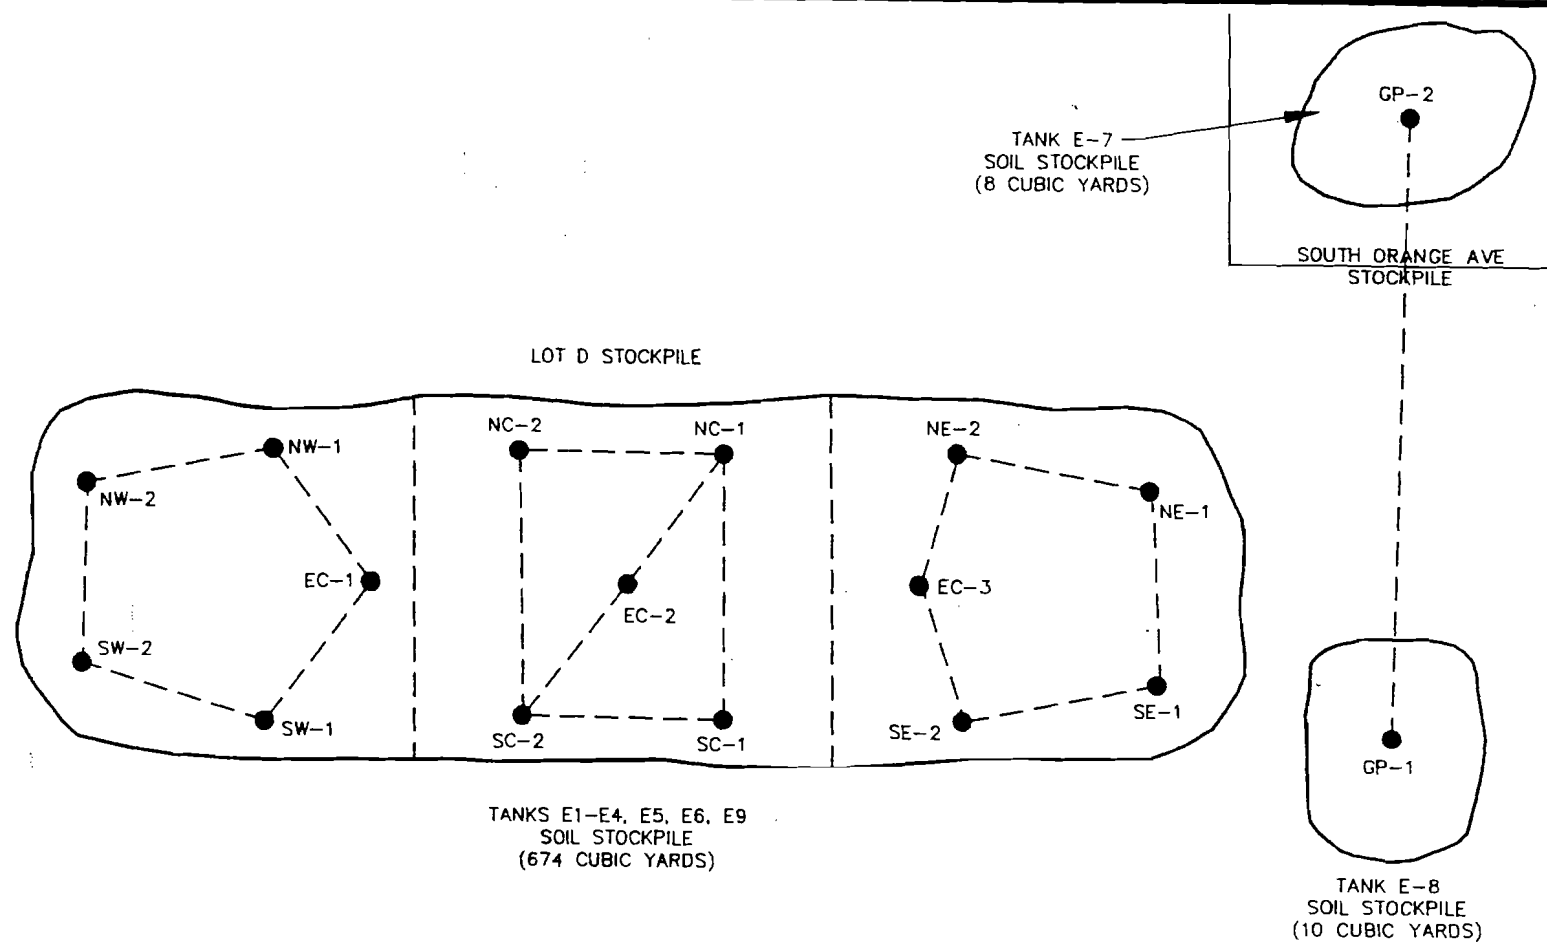 GP-2
TANK E-7
SOIL STOCKPILE
(8 CUBIC YARDS)
SOUTH ORANGE AVE
STOCKPILE
LOT D STOCKPILE
NC-2
NC-1
NE-2
NW-1
NW-2
NE-1
EC-1
EC-2
EC-3
SW-2
SW-1
SC-2
SC-1
SE-2
SE-1
GP-1
TANKS E1-E4, E5, E6, E9
SOIL STOCKPILE
(674 CUBIC YARDS)
TANK E-8
SOIL STOCKPILE
(10 CUBIC YARDS)